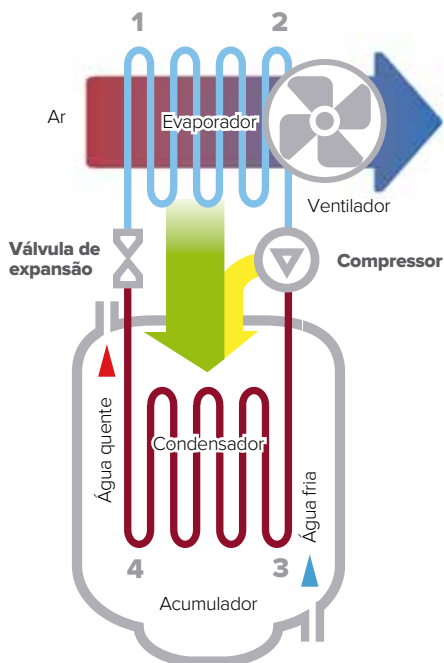 1
2
Ar
Evaporador
Ventilador
Válvula de
expansão
Compressor
Água quente
Condensador
Água fria
4
3
Acumulador